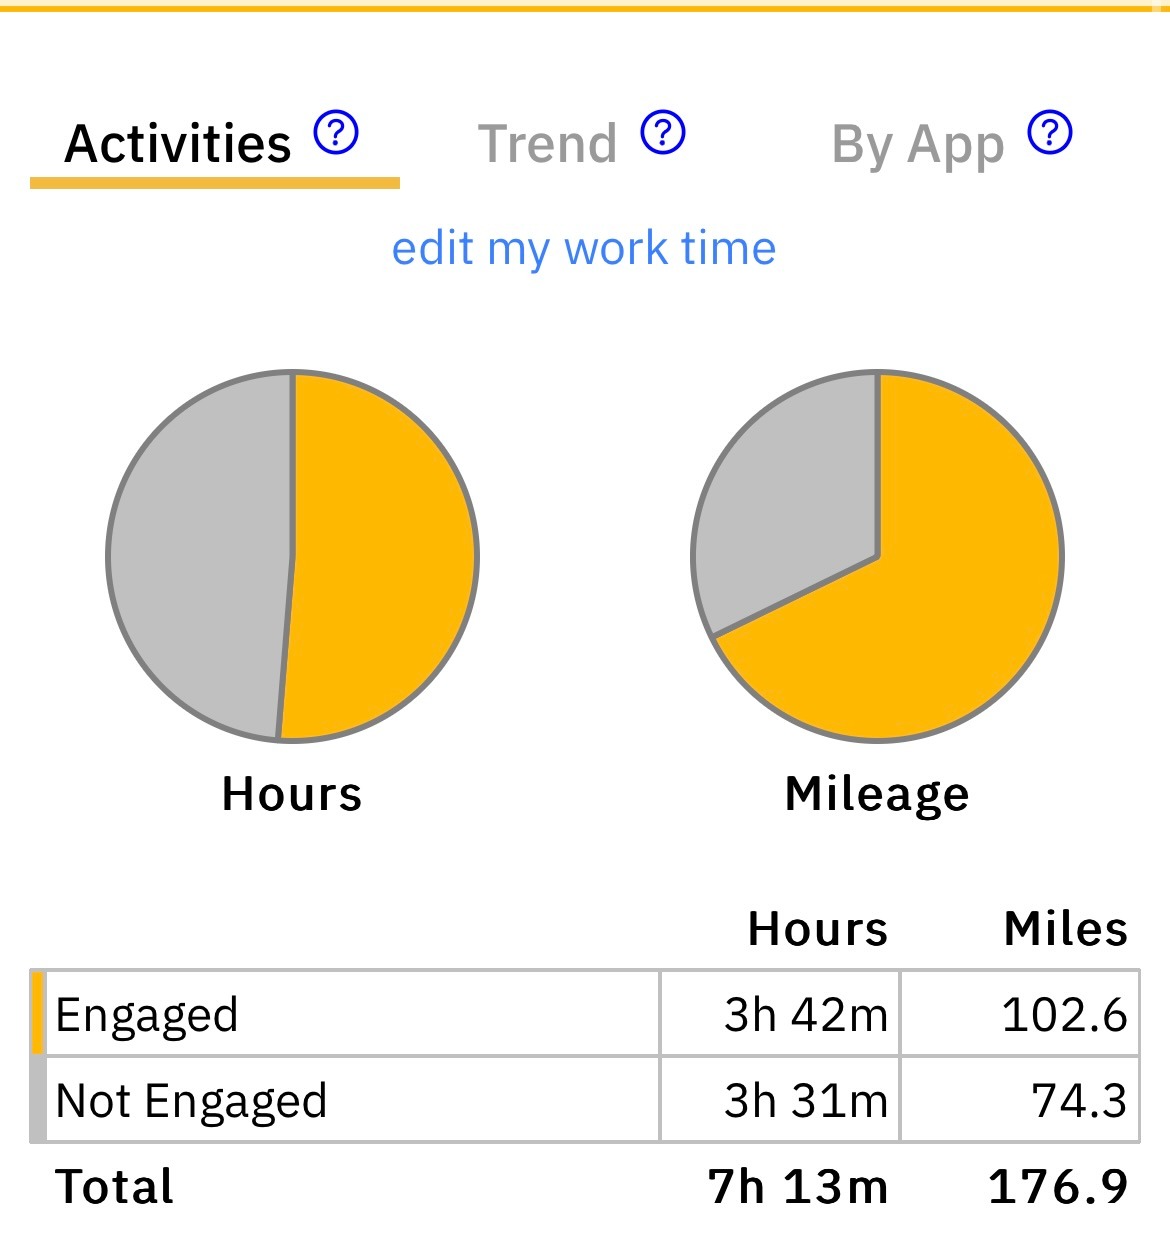 Activities ? Trend ? By App ?
edit my work time
Hours Mileage
Hours Miles
Engaged 3h 42m 102.6
Not Engaged 3h 31m 74.3
Total 7h 13m 176.9